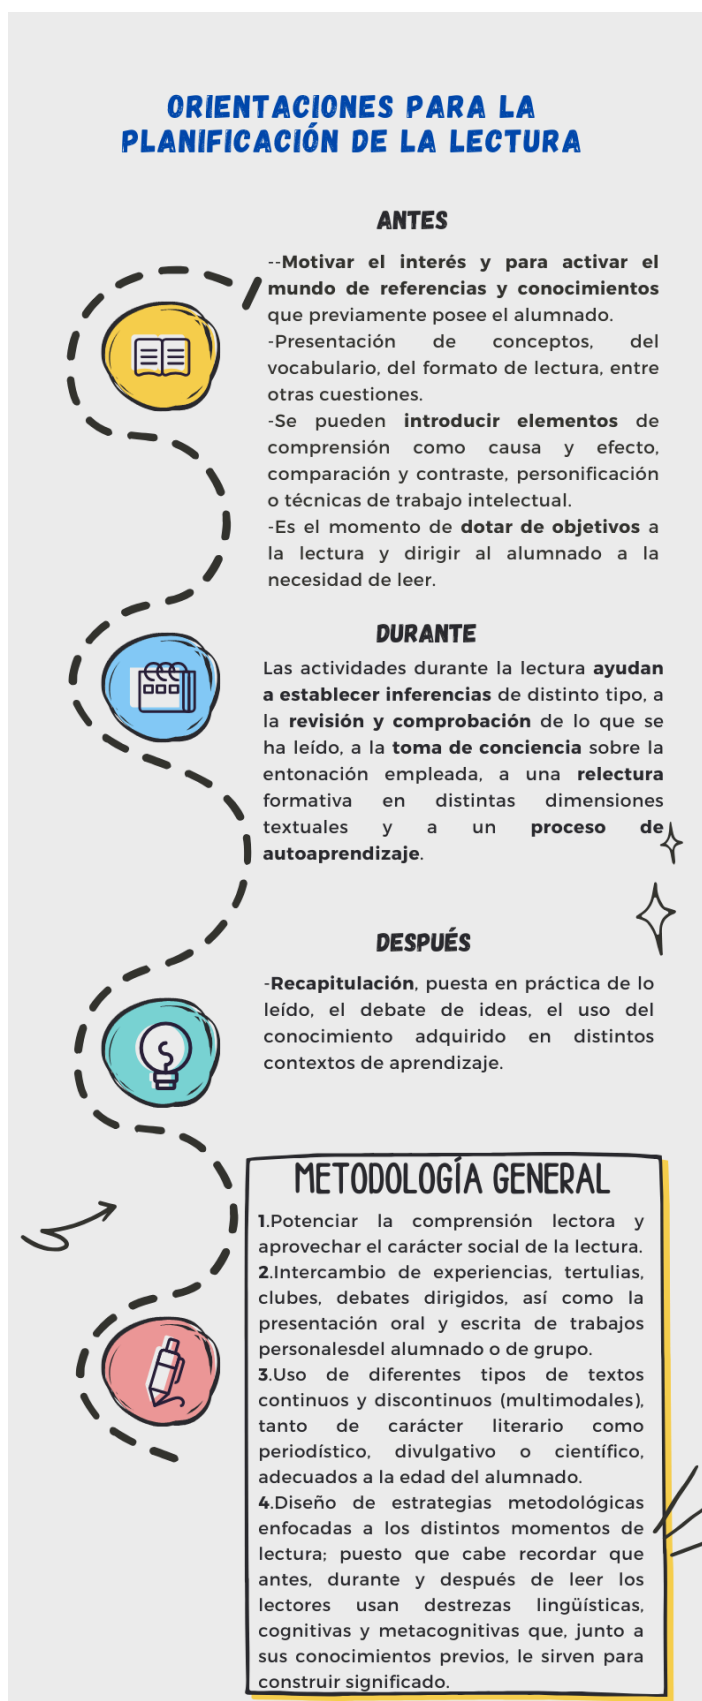 ORIENTACIONES PARA LA
PLANIFICACIÓN DE LA LECTURA
ANTES
--Motivar el interés y para activar el
mundo de referencias y conocimientos
que previamente posee el alumnado.
-Presentación de conceptos, del
vocabulario, del formato de lectura, entre
otras cuestiones.
-Se pueden introducir elementos de
comprensión como causa y efecto,
comparación y contraste, personificación
o técnicas de trabajo intelectual.
-Es el momento de dotar de objetivos a
la lectura y dirigir al alumnado a la
necesidad de leer.
DURANTE
Las actividades durante la lectura ayudan
a establecer inferencias de distinto tipo, a
la revisión y comprobación de lo que se
ha leído, a la toma de conciencia sobre la
entonación empleada, a una relectura
formativa en distintas dimensiones
textuales y a un proceso de
autoaprendizaje.
DESPUÉS
-Recapitulación, puesta en práctica de lo
leído, el debate de ideas, el uso del
conocimiento adquirido en distintos
contextos de aprendizaje.
METODOLOGÍA GENERAL
1.Potenciar la comprensión lectora y
aprovechar el carácter social de la lectura.
2.Intercambio de experiencias, tertulias,
clubes, debates dirigidos, así como la
presentación oral y escrita de trabajos
personalesdel alumnado o de grupo.
3.Uso de diferentes tipos de textos
continuos y discontinuos (multimodales),
tanto de carácter literario como
periodístico, divulgativo o científico,
adecuados a la edad del alumnado.
4.Diseño de estrategias metodológicas
enfocadas a los distintos momentos de
lectura; puesto que cabe recordar que
antes, durante y después de leer los
lectores usan destrezas lingüísticas,
cognitivas y metacognitivas que, junto a
sus conocimientos previos, le sirven para
construir significado.